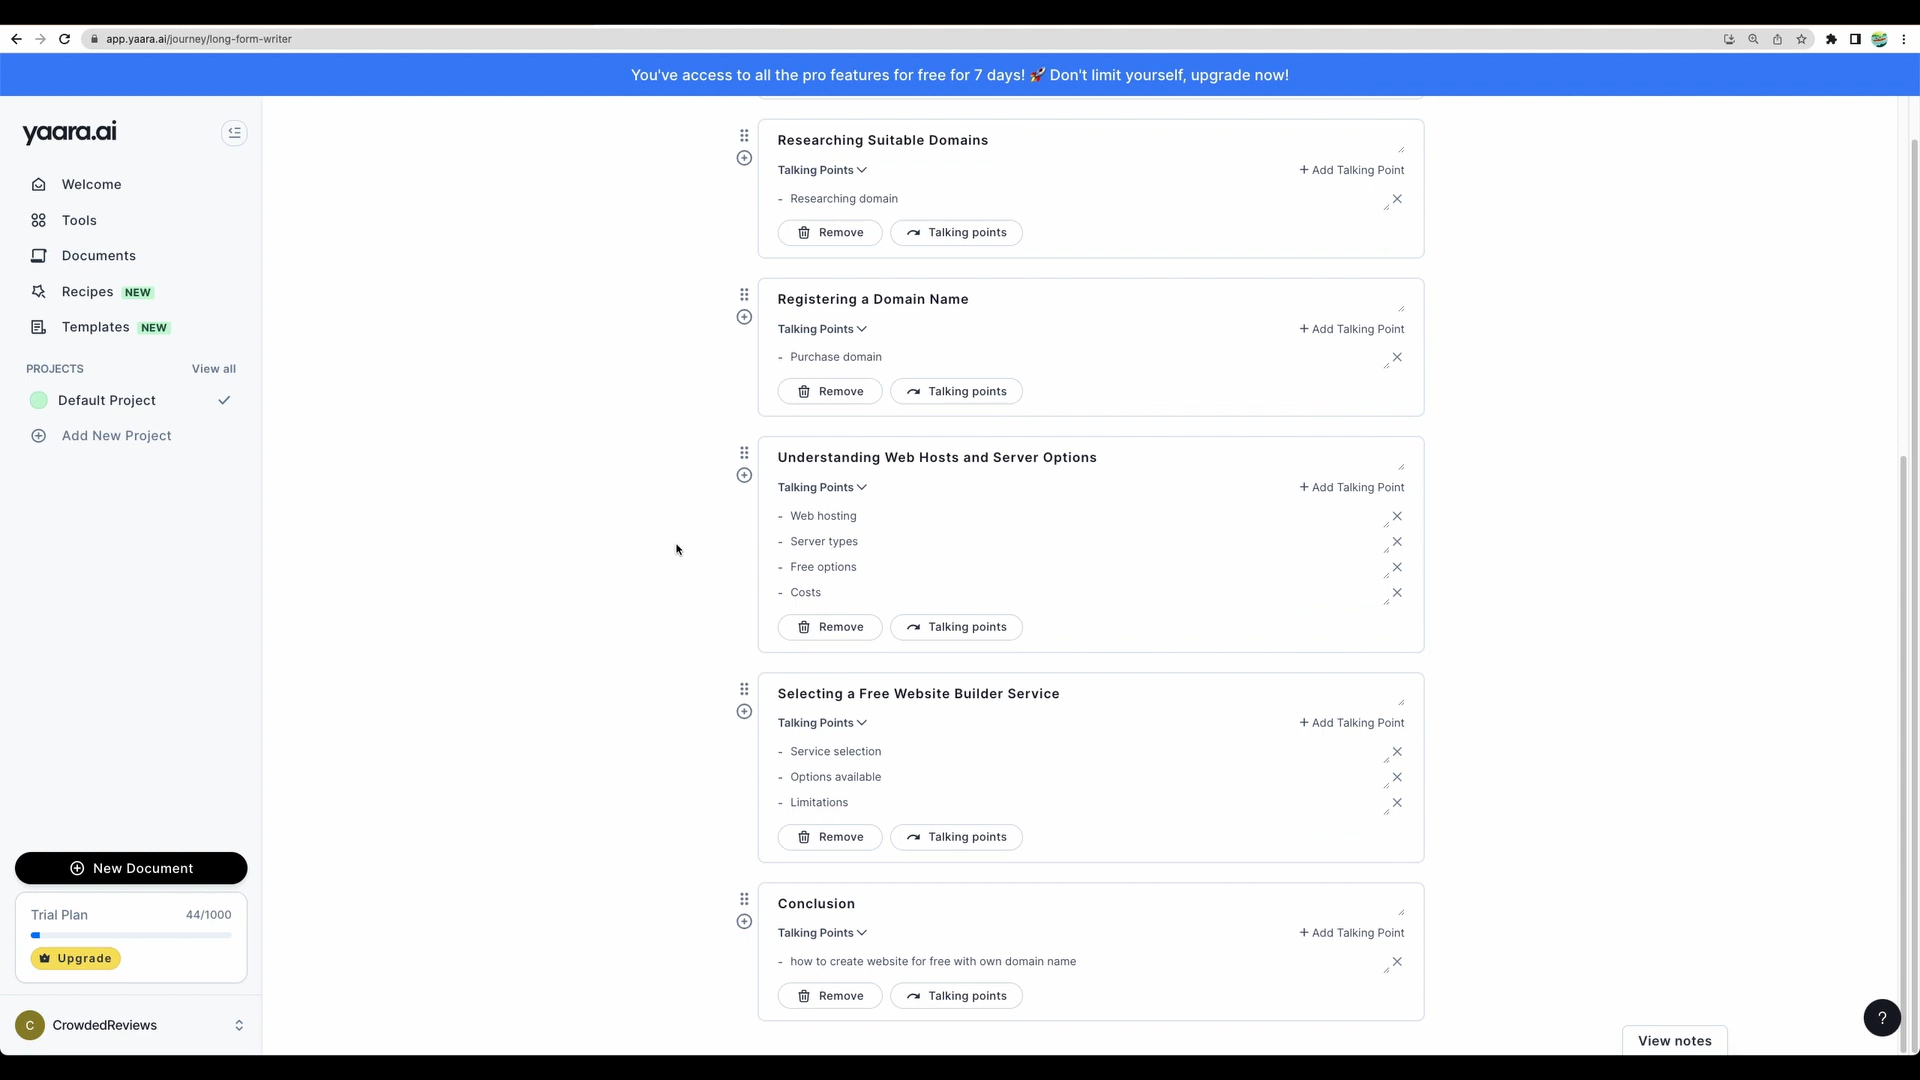 app.yaara.ai/journey/long-form-writer
You've access to all the pro features for free for 7 days! 🚀 Don't limit yourself, upgrade now!
yaara.ai
Welcome
Tools
Documents
Recipes NEW
Templates NEW
PROJECTS View all
Default Project
Add New Project
New Document
Trial Plan 44/1000
Upgrade
C CrowdedReviews
Researching Suitable Domains
Talking Points + Add Talking Point
- Researching domain
Remove Talking points
Registering a Domain Name
Talking Points + Add Talking Point
- Purchase domain
Remove Talking points
Understanding Web Hosts and Server Options
Talking Points + Add Talking Point
- Web hosting
- Server types
- Free options
- Costs
Remove Talking points
Selecting a Free Website Builder Service
Talking Points + Add Talking Point
- Service selection
- Options available
- Limitations
Remove Talking points
Conclusion
Talking Points + Add Talking Point
- how to create website for free with own domain name
Remove Talking points
?
View notes